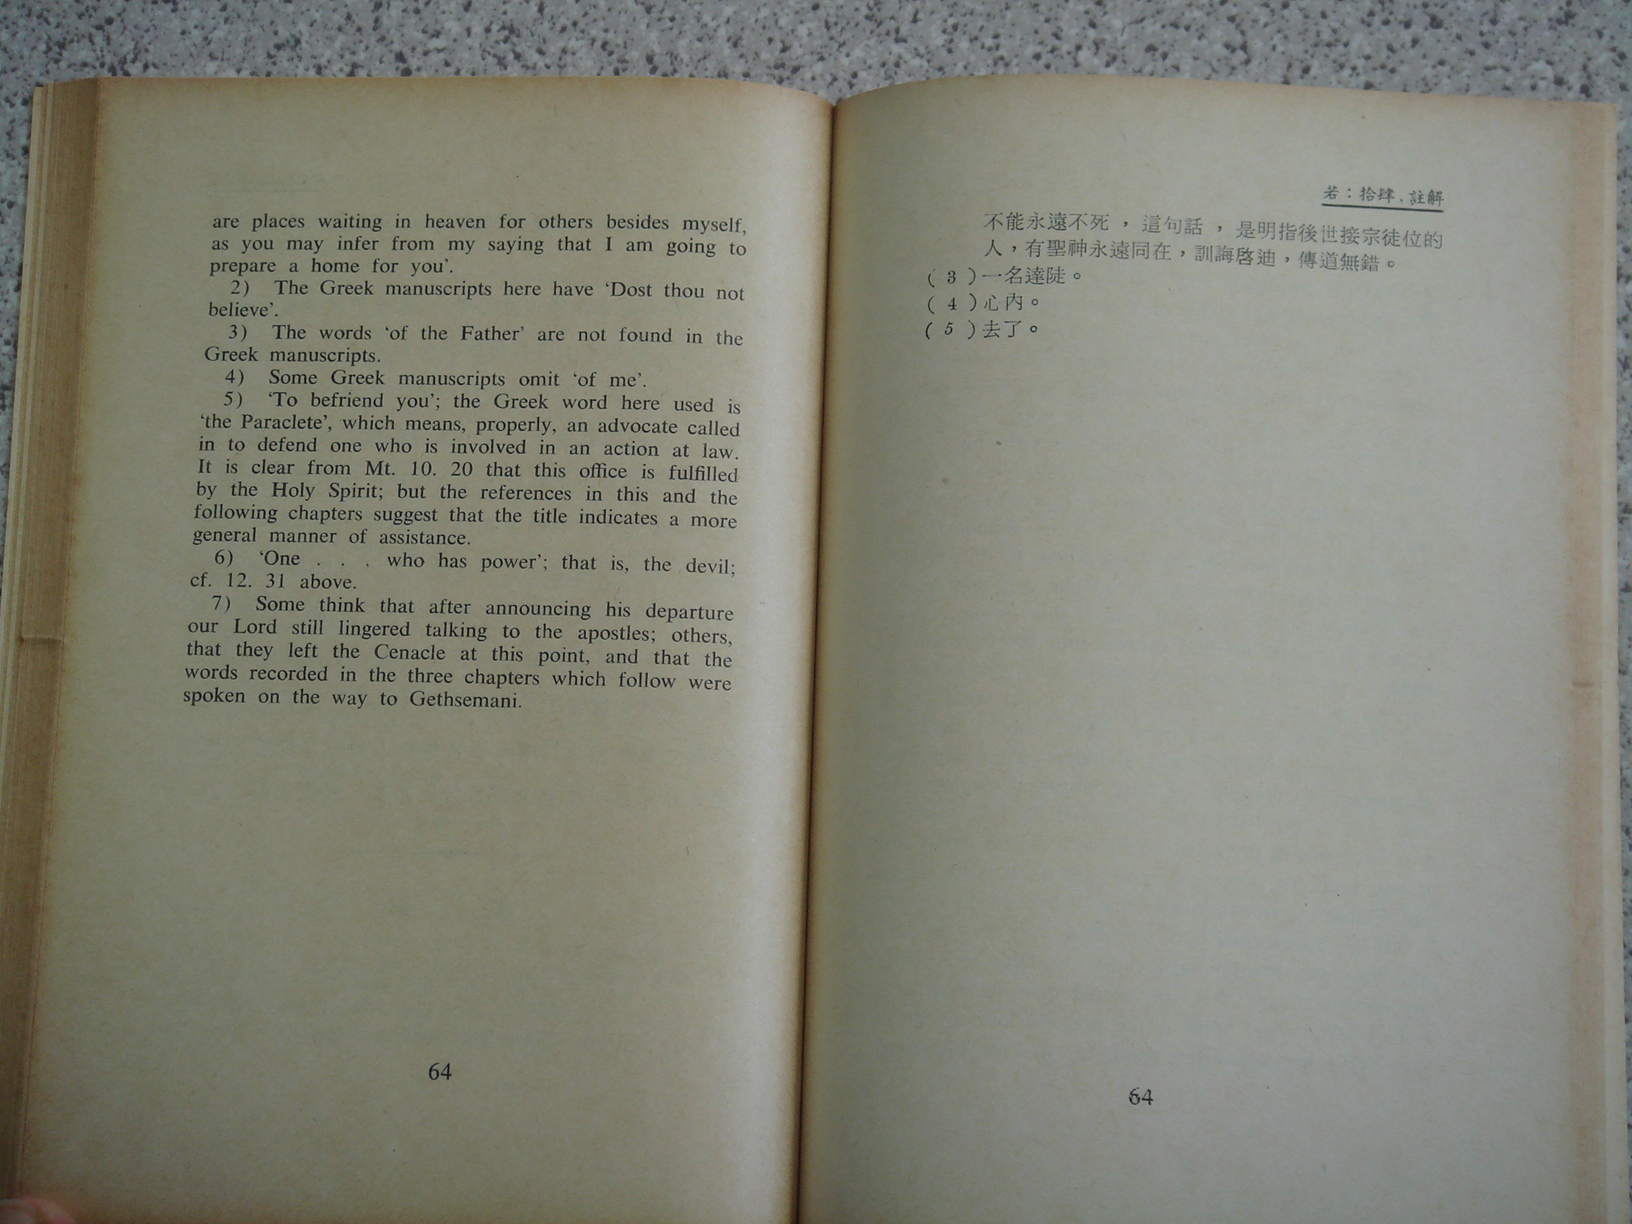 are places waiting in heaven for others besides myself,
as you may infer from my saying that I am going to
prepare a home for you'.
2) The Greek manuscripts here have 'Dost thou not
believe'.
3) The words 'of the Father' are not found in the
Greek manuscripts.
4) Some Greek manuscripts omit 'of me'.
5) 'To befriend you'; the Greek word here used is
'the Paraclete', which means, properly, an advocate called
in to defend one who is involved in an action at law.
It is clear from Mt. 10. 20 that this office is fulfilled
by the Holy Spirit; but the references in this and the
following chapters suggest that the title indicates a more
general manner of assistance.
6) 'One . . . who has power'; that is, the devil;
cf. 12. 31 above.
7) Some think that after announcing his departure
our Lord still lingered talking to the apostles; others,
that they left the Cenacle at this point, and that the
words recorded in the three chapters which follow were
spoken on the way to Gethsemani.
64
若：拾肆，註解
不能永遠不死，這句話，是明指後世接宗徒位的
人，有聖神永遠同在，訓誨啓迪，傳道無錯。
(3)一名達陡。
(4)心內。
(5)去了。
64